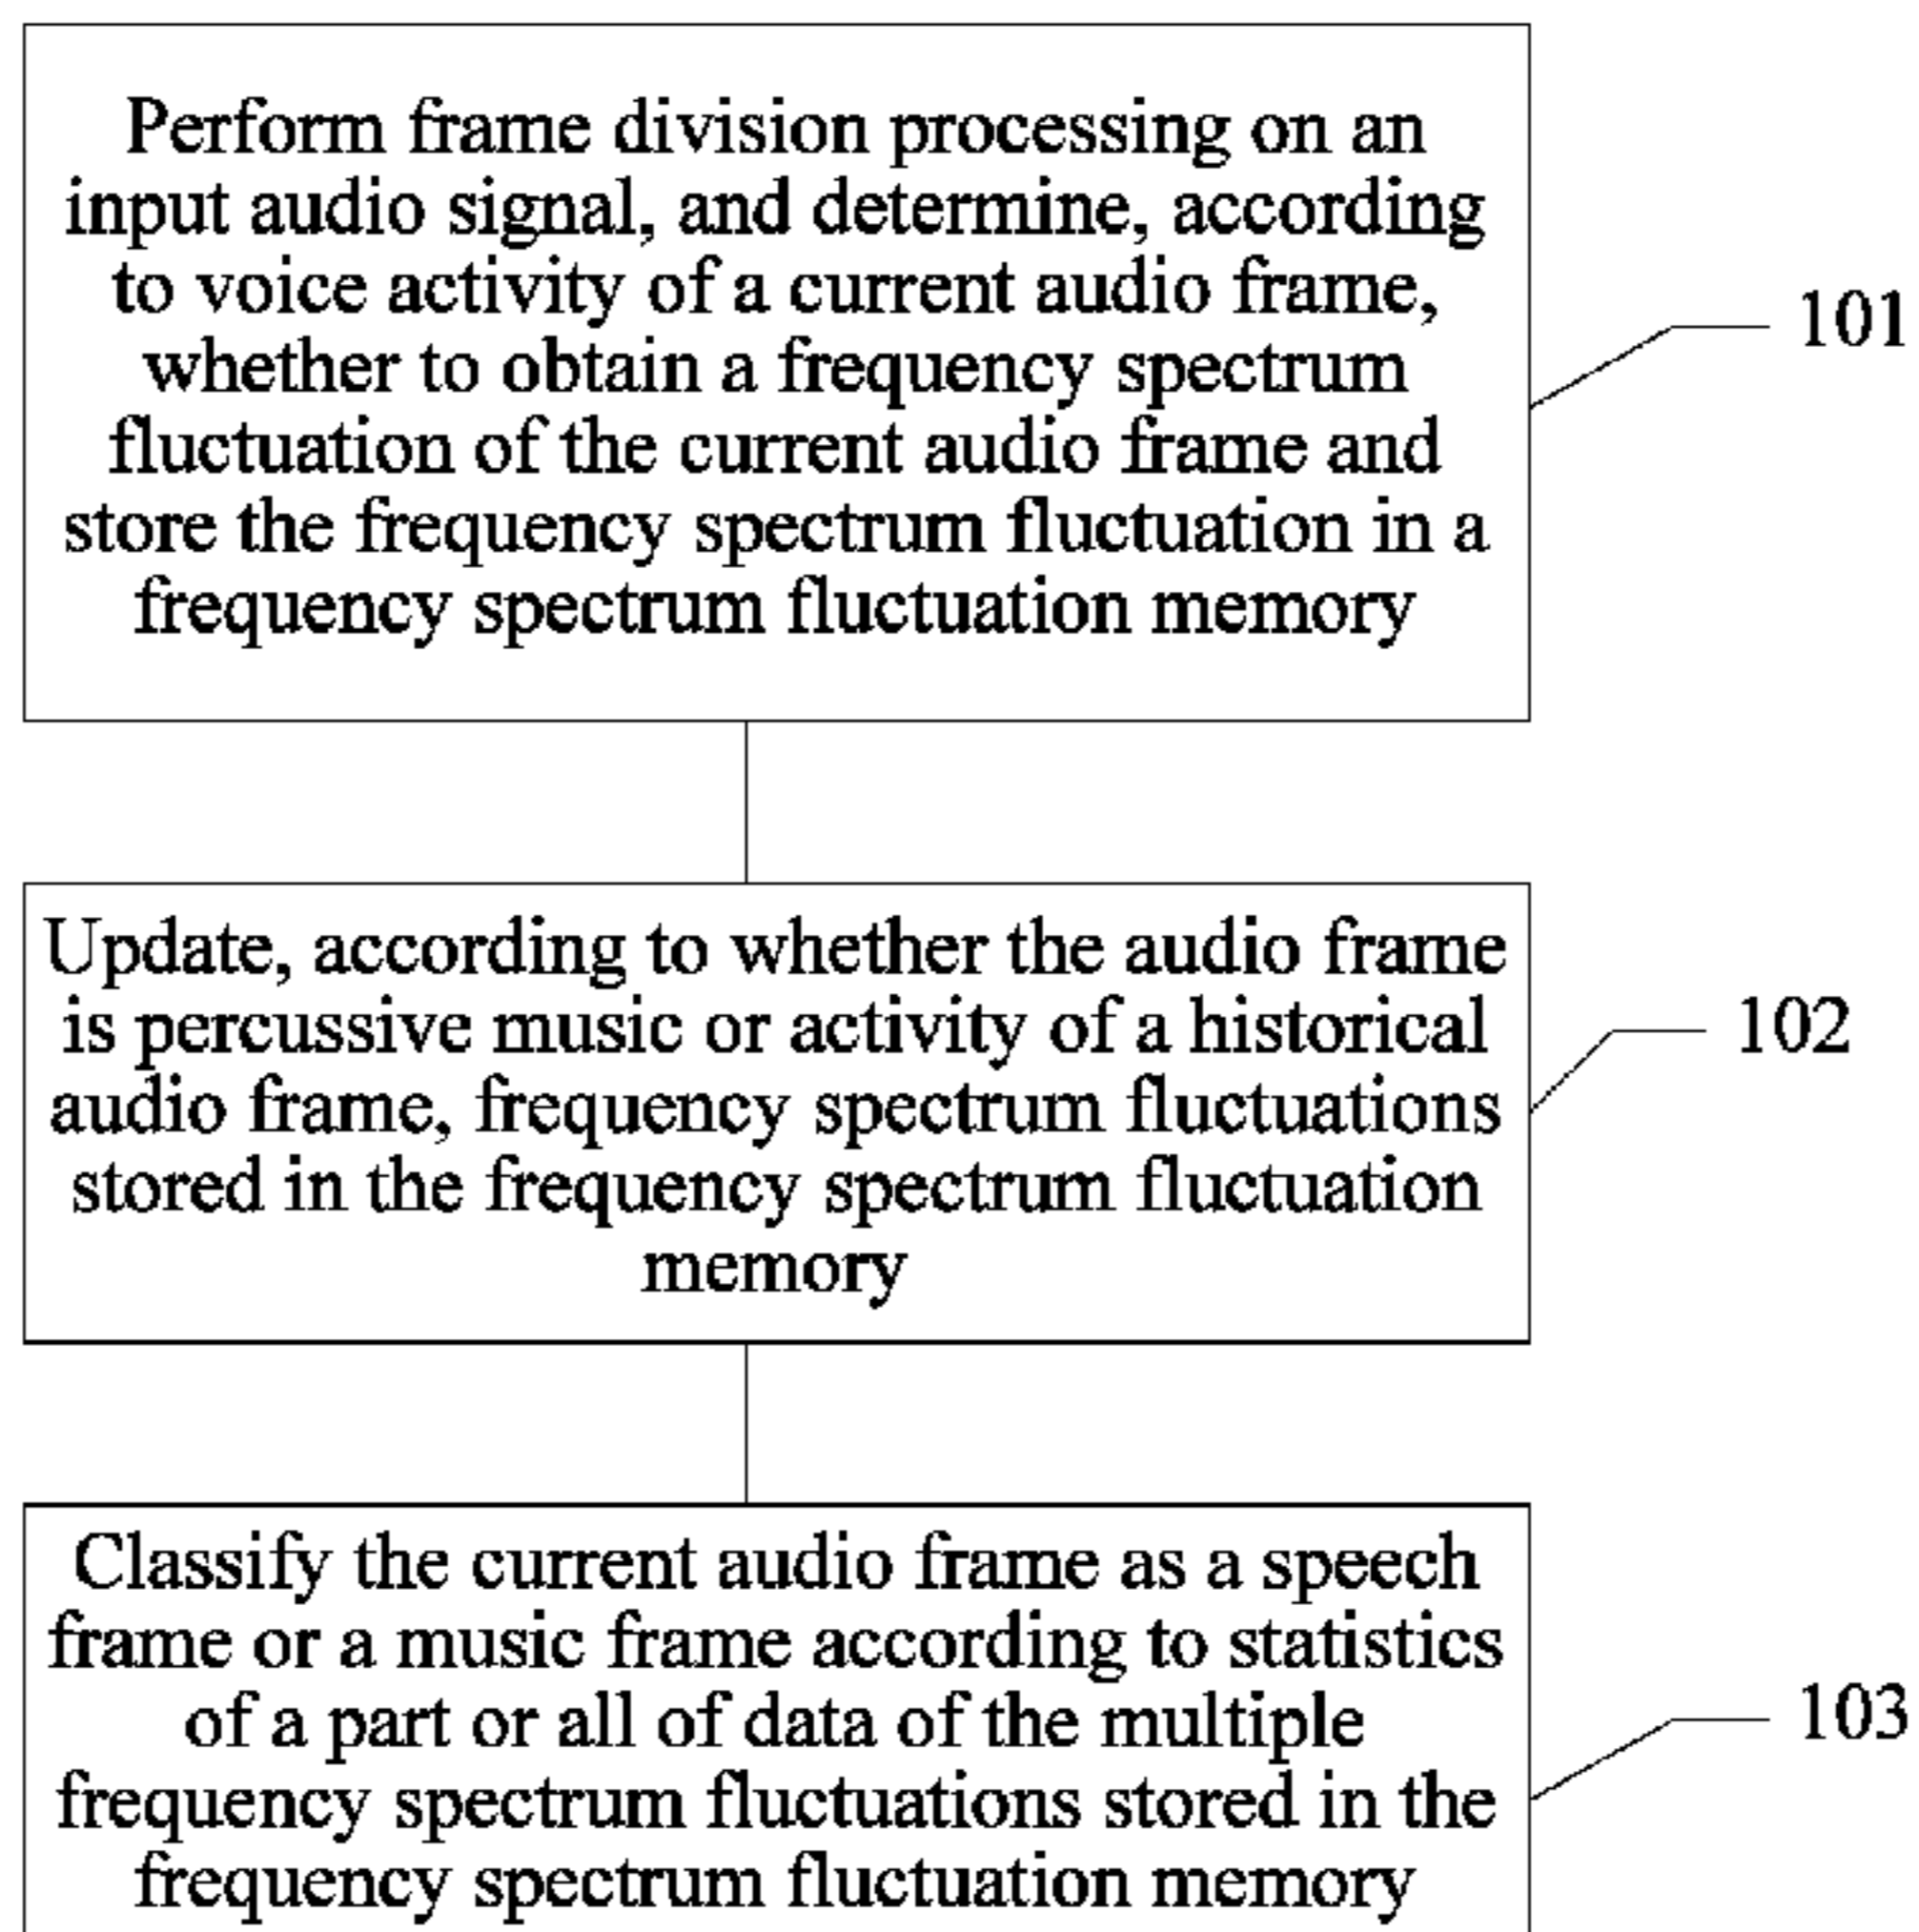 Perform frame division processing on an
input audio signal, and determine, according
to voice activity of a current audio frame,
whether to obtain a frequency spectrum
fluctuation of the current audio frame and
store the frequency spectrum fluctuation in a
frequency spectrum fluctuation memory
101
Update, according to whether the audio frame
is percussive music or activity of a historical
audio frame, frequency spectrum fluctuations
stored in the frequency spectrum fluctuation
memory
102
Classify the current audio frame as a speech
frame or a music frame according to statistics
of a part or all of data of the multiple
frequency spectrum fluctuations stored in the
frequency spectrum fluctuation memory
103